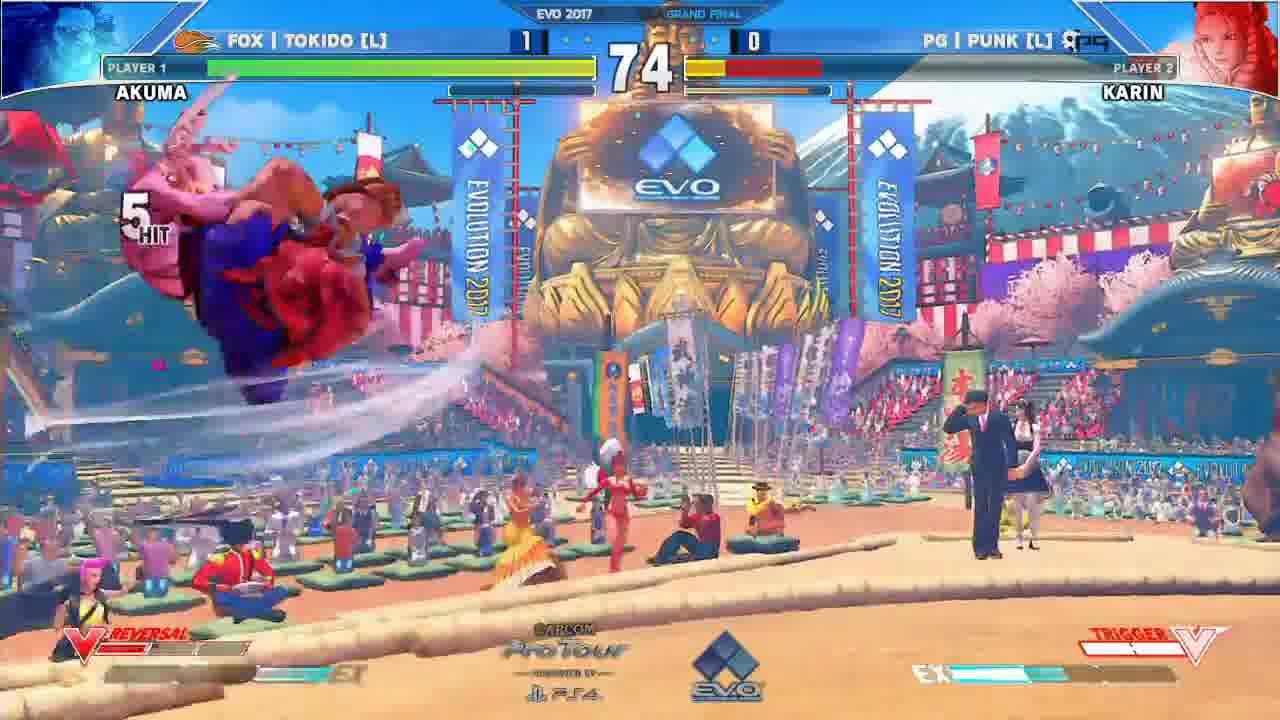 EVO 2017
GRAND FINAL
FOX | TOKIDO [L]
1
74
0
PG | PUNK [L]
PLAYER 1
PLAYER 2
AKUMA
KARIN
EVO
5
HIT
EVOLUTION 2017
EVOLUTION 2017
REVERSAL
TRIGGER
EX
EX
CAPCOM
PRO TOUR
PS4
EVO